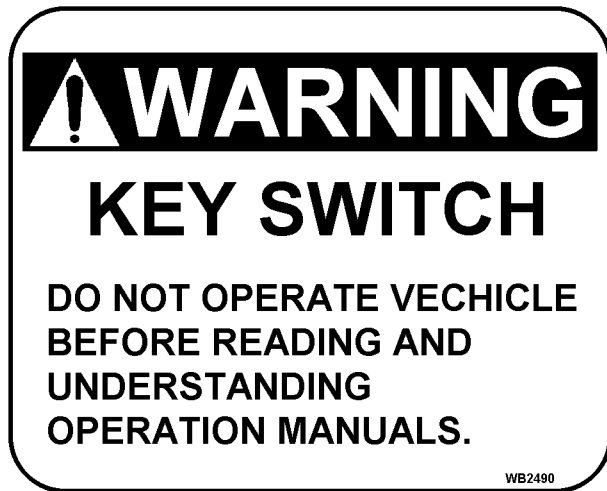 WARNING
KEY SWITCH
DO NOT OPERATE VECHICLE
BEFORE READING AND
UNDERSTANDING
OPERATION MANUALS.
WB2490